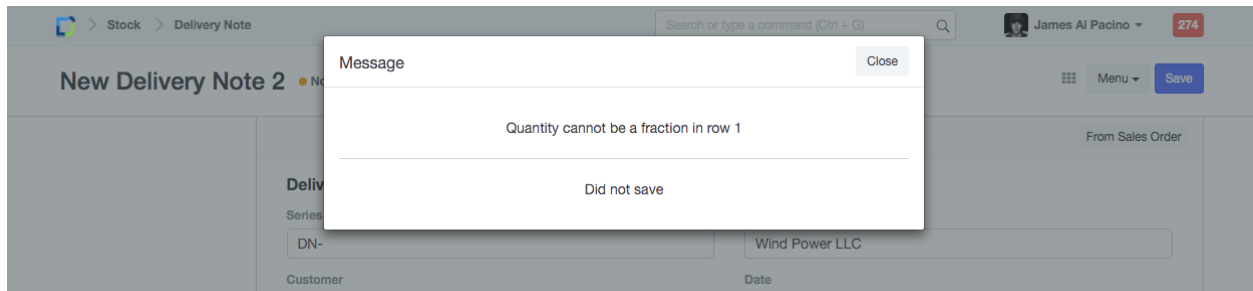 Stock
Delivery Note
Search or type a command (Ctrl + G)
James Al Pacino
274
Message
Close
New Delivery Note 2
Menu
Save
Quantity cannot be a fraction in row 1
From Sales Order
Did not save
Series
DN-
Wind Power LLC
Customer
Date